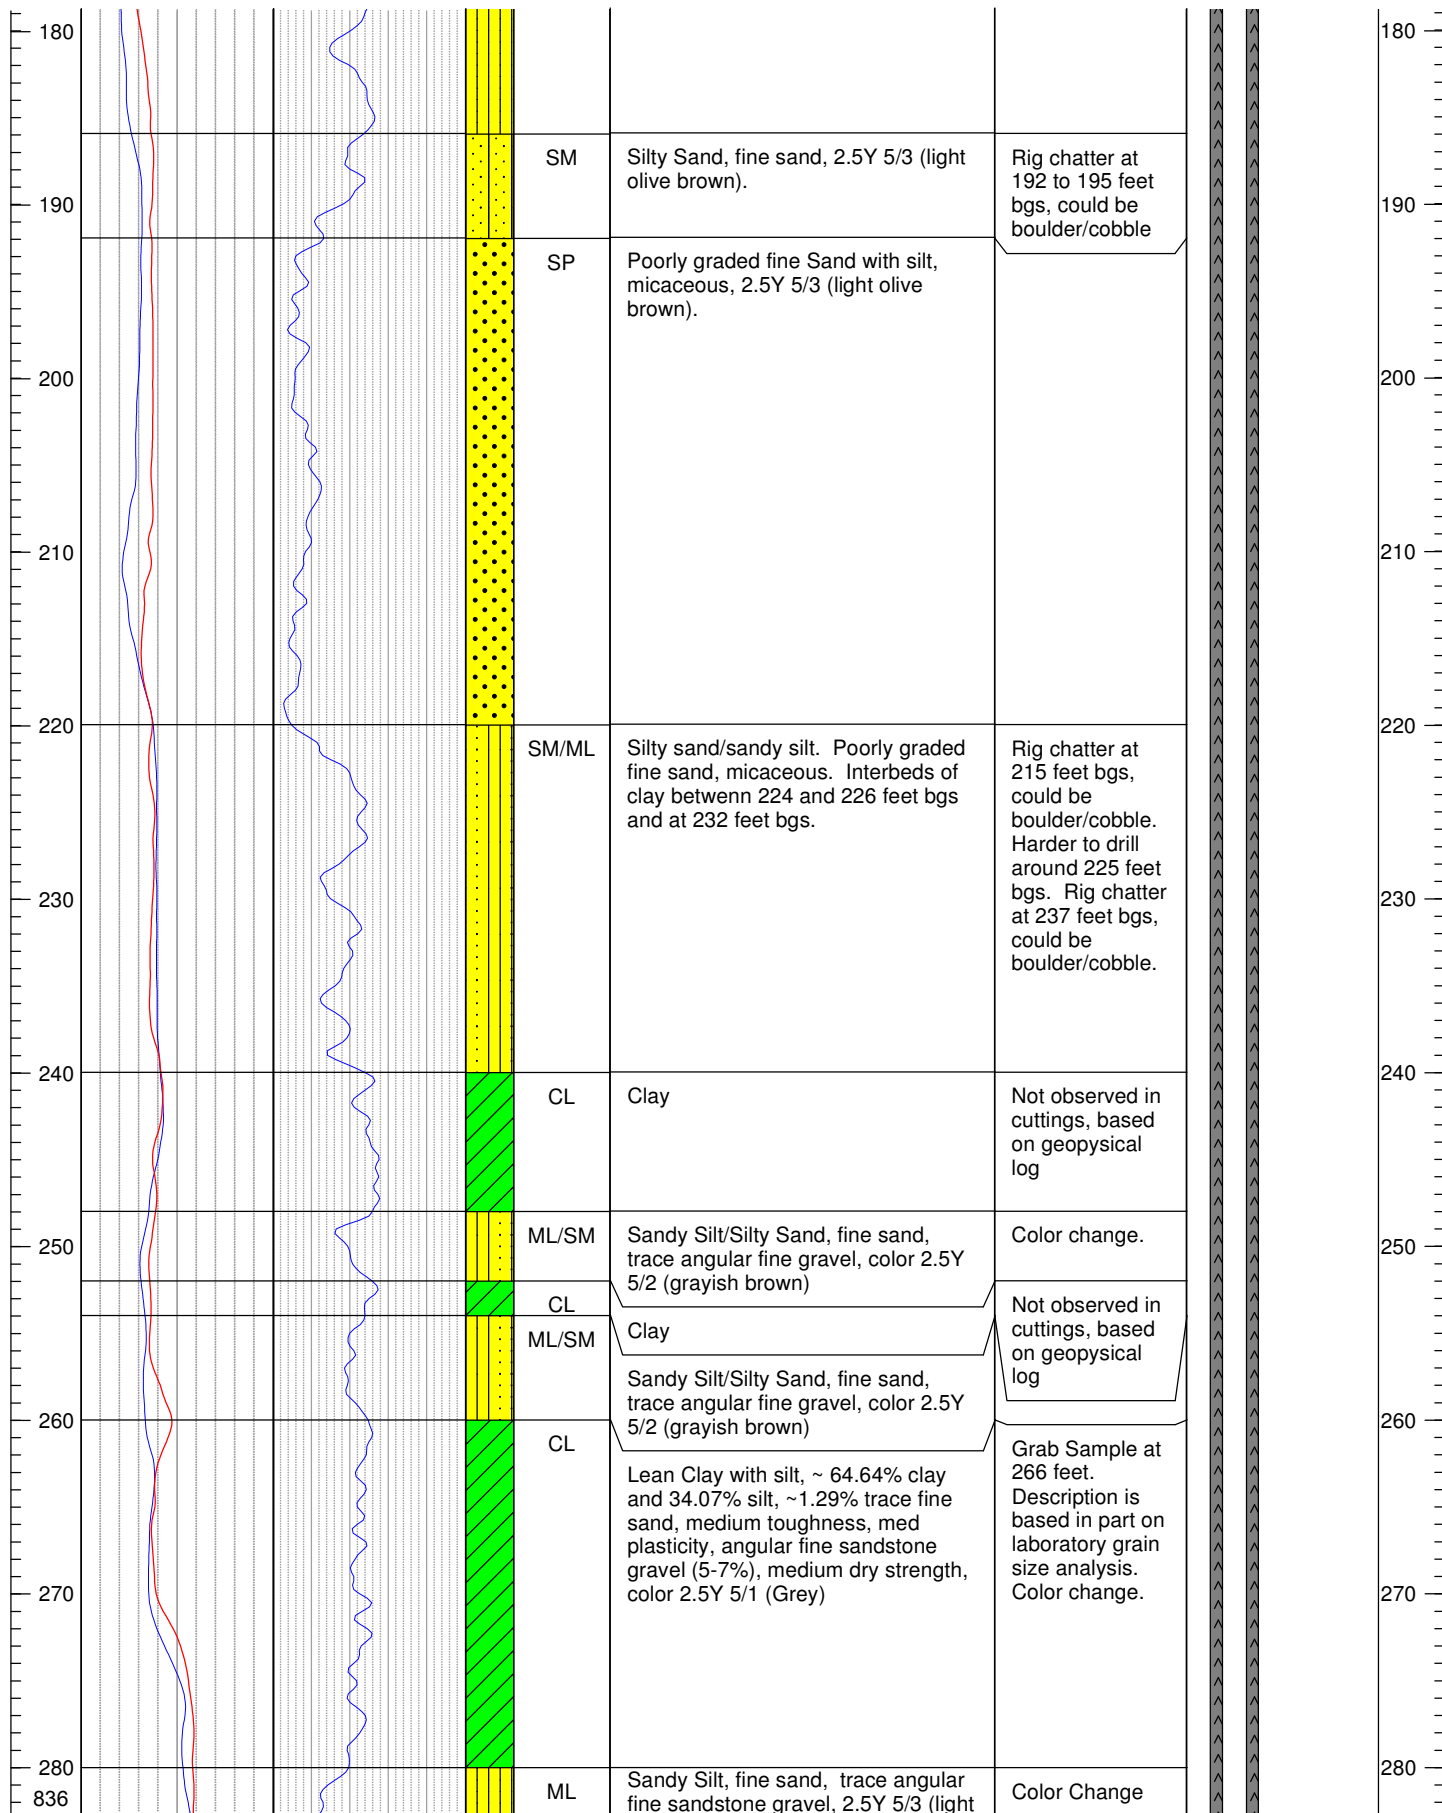 180
180
SM
Silty Sand, fine sand, 2.5Y 5/3 (light
olive brown).
Rig chatter at
192 to 195 feet
bgs, could be
boulder/cobble
190
190
SP
Poorly graded fine Sand with silt,
micaceous, 2.5Y 5/3 (light olive
brown).
200
200
210
210
220
220
SM/ML
Silty sand/sandy silt. Poorly graded
fine sand, micaceous. Interbeds of
clay betwenn 224 and 226 feet bgs
and at 232 feet bgs.
Rig chatter at
215 feet bgs,
could be
boulder/cobble.
Harder to drill
around 225 feet
bgs. Rig chatter
at 237 feet bgs,
could be
boulder/cobble.
230
230
240
240
CL
Clay
Not observed in
cuttings, based
on geopysical
log
ML/SM
Sandy Silt/Silty Sand, fine sand,
trace angular fine gravel, color 2.5Y
5/2 (grayish brown)
Color change.
250
250
CL
Clay
Not observed in
cuttings, based
on geopysical
log
ML/SM
Sandy Silt/Silty Sand, fine sand,
trace angular fine gravel, color 2.5Y
5/2 (grayish brown)
260
260
CL
Lean Clay with silt, ~ 64.64% clay
and 34.07% silt, ~1.29% trace fine
sand, medium toughness, med
plasticity, angular fine sandstone
gravel (5-7%), medium dry strength,
color 2.5Y 5/1 (Grey)
Grab Sample at
266 feet.
Description is
based in part on
laboratory grain
size analysis.
Color change.
270
270
280
280
836
ML
Sandy Silt, fine sand, trace angular
fine sandstone gravel, 2.5Y 5/3 (light
Color Change